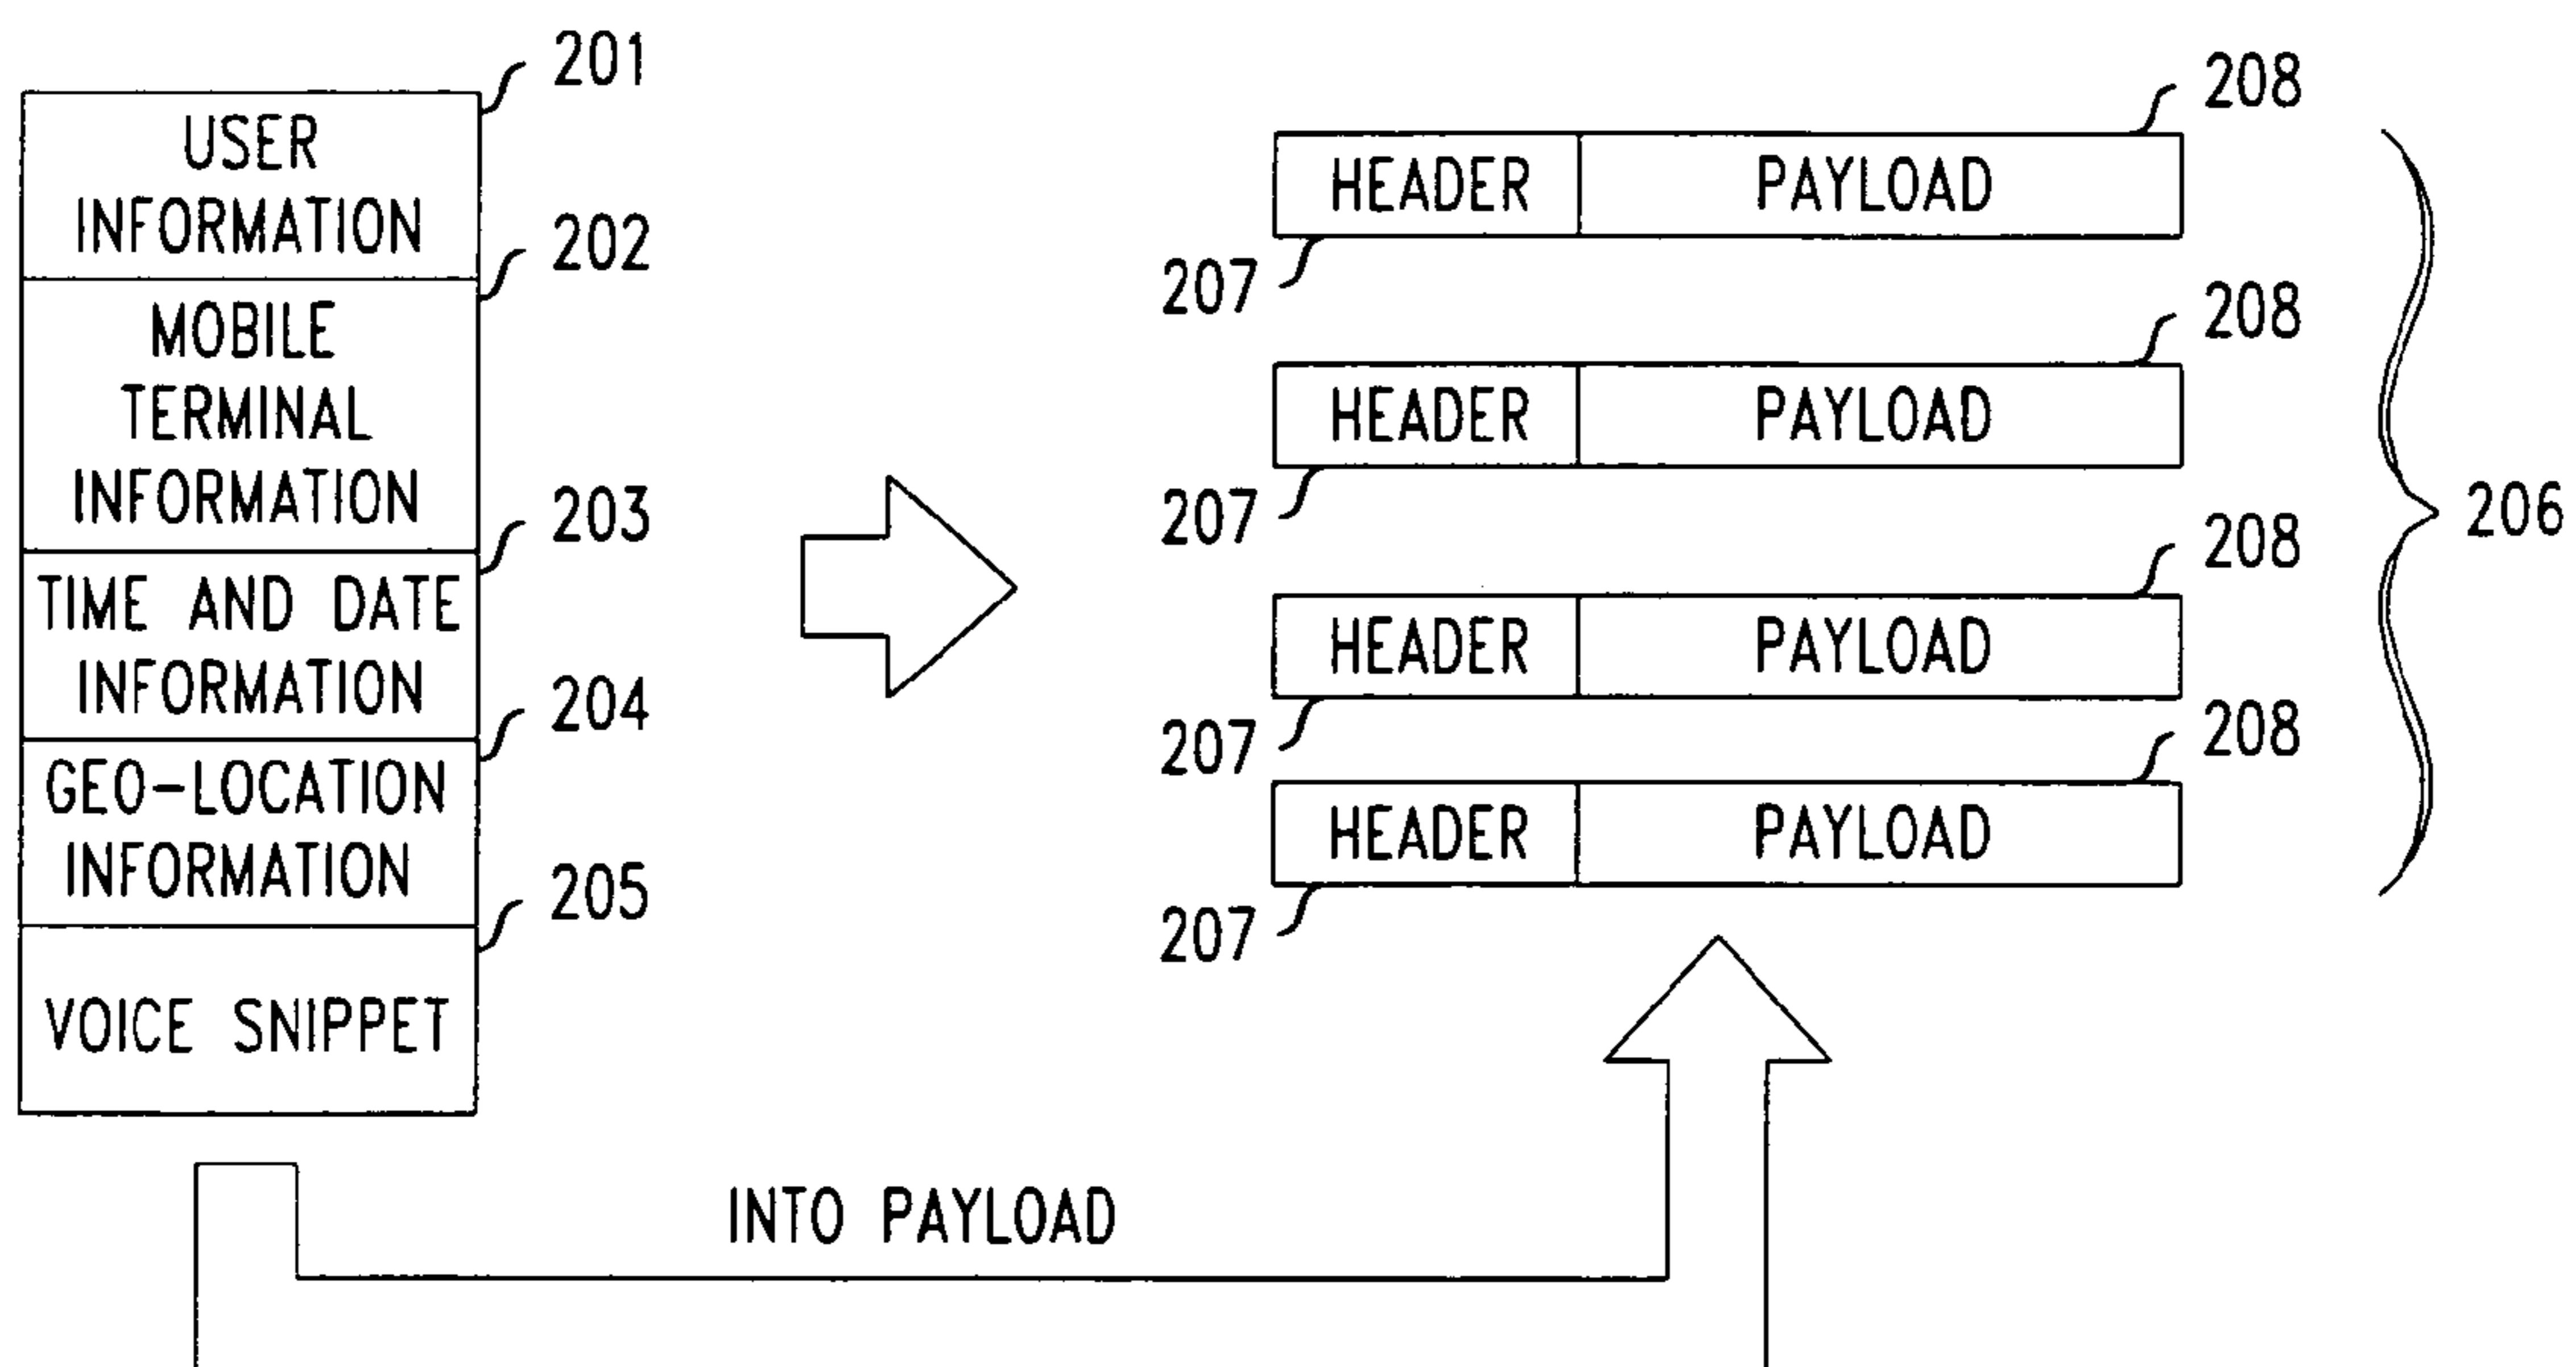 201
USER
INFORMATION
202
MOBILE
TERMINAL
INFORMATION
203
TIME AND DATE
INFORMATION
204
GEO-LOCATION
INFORMATION
205
VOICE SNIPPET
208
HEADER PAYLOAD
207
208
HEADER PAYLOAD
207
208
HEADER PAYLOAD
207
208
HEADER PAYLOAD
207
206
INTO PAYLOAD